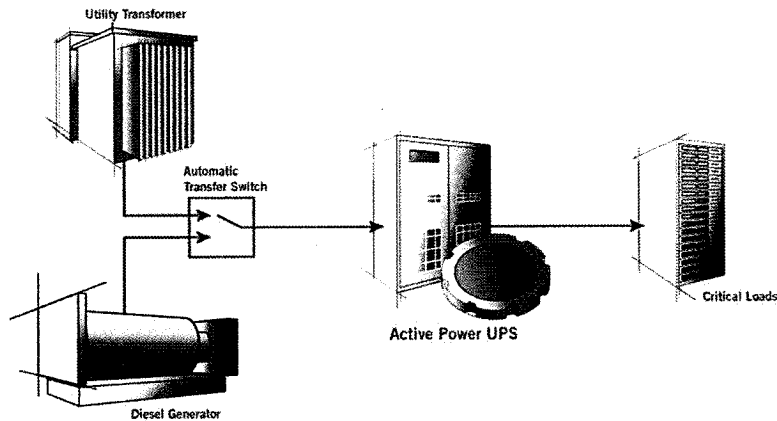 Utility Transformer
Automatic
Transfer Switch
Active Power UPS
Critical Loads
Diesel Generator